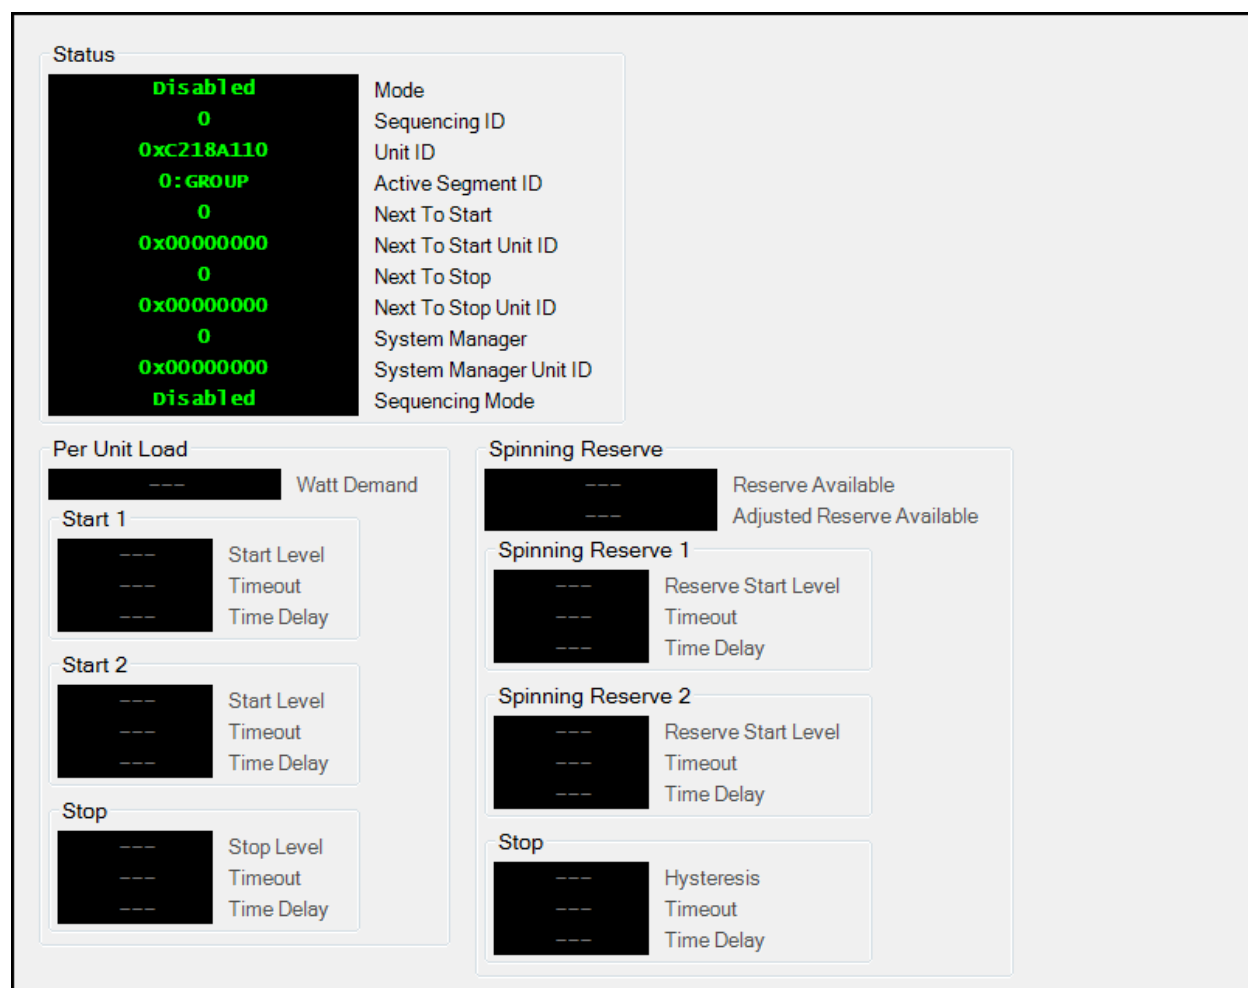 Status
Disabled Mode
0 Sequencing ID
0xC218A110 Unit ID
0:GROUP Active Segment ID
0 Next To Start
0x00000000 Next To Start Unit ID
0 Next To Stop
0x00000000 Next To Stop Unit ID
0 System Manager
0x00000000 System Manager Unit ID
Disabled Sequencing Mode
Per Unit Load
--- Watt Demand
Start 1
--- Start Level
--- Timeout
--- Time Delay
Start 2
--- Start Level
--- Timeout
--- Time Delay
Stop
--- Stop Level
--- Timeout
--- Time Delay
Spinning Reserve
--- Reserve Available
--- Adjusted Reserve Available
Spinning Reserve 1
--- Reserve Start Level
--- Timeout
--- Time Delay
Spinning Reserve 2
--- Reserve Start Level
--- Timeout
--- Time Delay
Stop
--- Hysteresis
--- Timeout
--- Time Delay